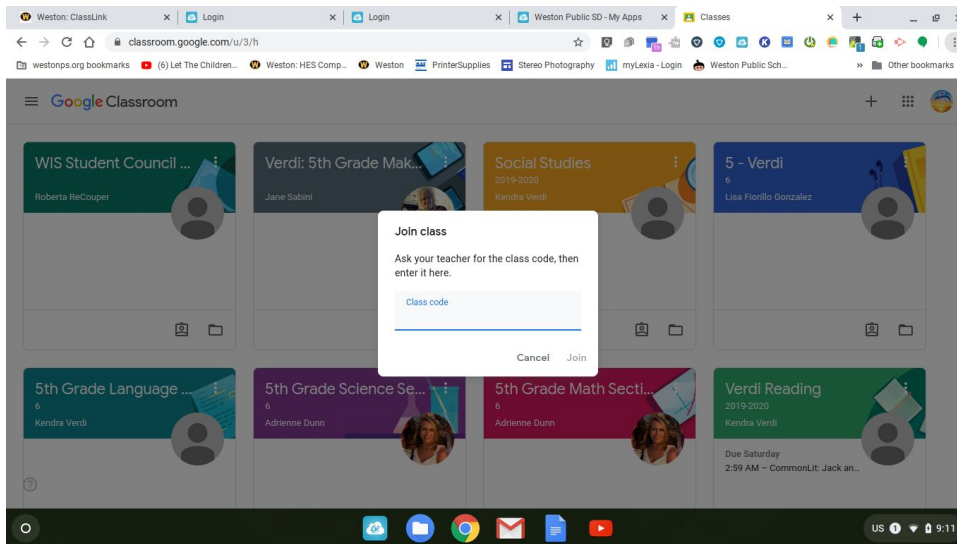 Weston: ClassLink
Login
Login
Weston Public SD - My Apps
Classes
classroom.google.com/u/3/h
westonps.org bookmarks
(6) Let The Children...
Weston: HES Comp...
Weston
PrinterSupplies
Stereo Photography
myLexia - Login
Weston Public Sch...
»
Other bookmarks
Google Classroom
WIS Student Council ...
Roberta ReCouper
Verdi: 5th Grade Mak...
Jane Sabini
Social Studies
2019-2020
Kendra Verdi
5 - Verdi
6
Lisa Fiorillo Gonzalez
Join class
Ask your teacher for the class code, then
enter it here.
Class code
Cancel
Join
5th Grade Language ...
6
Kendra Verdi
5th Grade Science Se...
6
Adrienne Dunn
5th Grade Math Secti...
6
Adrienne Dunn
Verdi Reading
2019-2020
Kendra Verdi
Due Saturday
2:59 AM – CommonLit: Jack an...
US
1
9:11